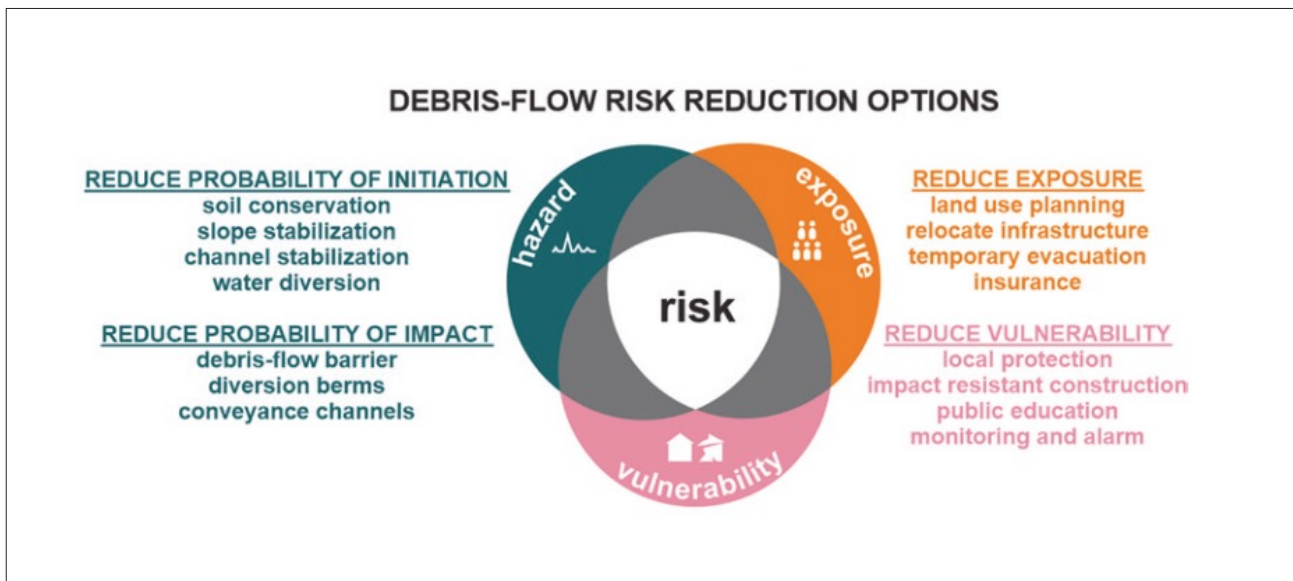 DEBRIS-FLOW RISK REDUCTION OPTIONS
REDUCE PROBABILITY OF INITIATION
soil conservation
slope stabilization
channel stabilization
water diversion
REDUCE PROBABILITY OF IMPACT
debris-flow barrier
diversion berms
conveyance channels
hazard
exposure
risk
vulnerability
REDUCE EXPOSURE
land use planning
relocate infrastructure
temporary evacuation
insurance
REDUCE VULNERABILITY
local protection
impact resistant construction
public education
monitoring and alarm